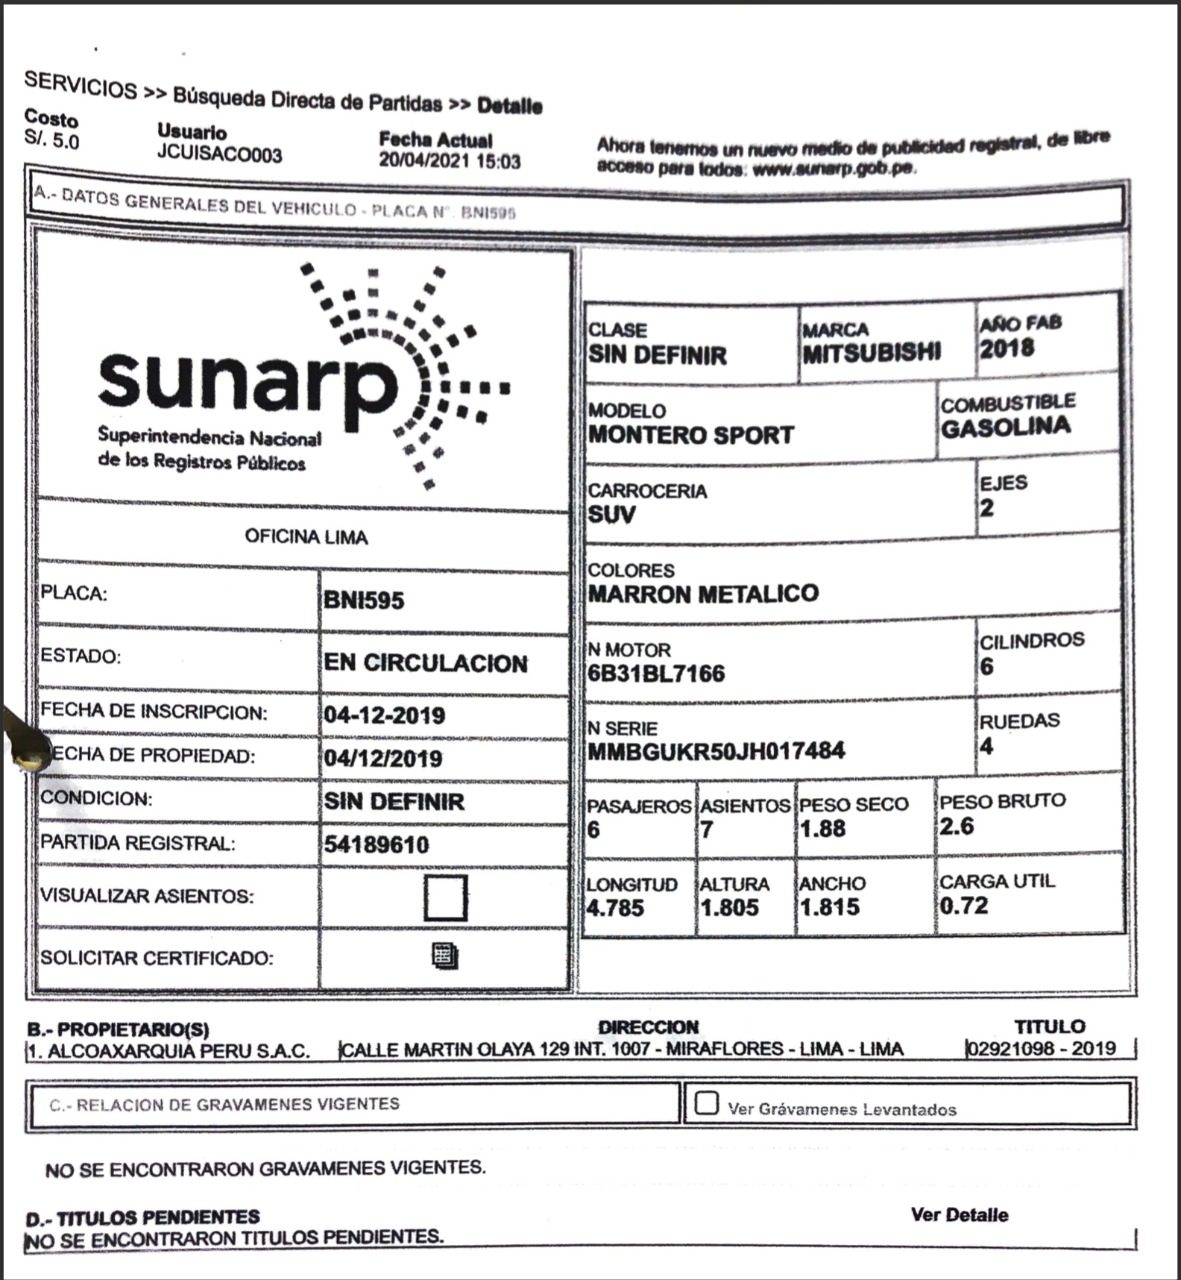 SERVICIOS >> Búsqueda Directa de Partidas >> Detalle
Costo Usuario Fecha Actual
S/. 5.0 JCUISACO003 20/04/2021 15:03
Ahora tenemos un nuevo medio de publicidad registral, de libre
acceso para todos: www.sunarp.gob.pe.
A.- DATOS GENERALES DEL VEHICULO - PLACA N°. BNI595
sunarp
Superintendencia Nacional
de los Registros Públicos
OFICINA LIMA
PLACA: BNI595
ESTADO: EN CIRCULACION
FECHA DE INSCRIPCION: 04-12-2019
ECHA DE PROPIEDAD: 04/12/2019
CONDICION: SIN DEFINIR
PARTIDA REGISTRAL: 54189610
VISUALIZAR ASIENTOS:
SOLICITAR CERTIFICADO:
CLASE MARCA AÑO FAB
SIN DEFINIR MITSUBISHI 2018
MODELO COMBUSTIBLE
MONTERO SPORT GASOLINA
CARROCERIA EJES
SUV 2
COLORES
MARRON METALICO
N MOTOR CILINDROS
6B31BL7166 6
N SERIE RUEDAS
MMBGUKR50JH017484 4
PASAJEROS ASIENTOS PESO SECO PESO BRUTO
6 7 1.88 2.6
LONGITUD ALTURA ANCHO CARGA UTIL
4.785 1.805 1.815 0.72
B.- PROPIETARIO(S) DIRECCION TITULO
1. ALCOAXARQUIA PERU S.A.C. CALLE MARTIN OLAYA 129 INT. 1007 - MIRAFLORES - LIMA - LIMA 02921098 - 2019
C.- RELACION DE GRAVAMENES VIGENTES Ver Grávamenes Levantados
NO SE ENCONTRARON GRAVAMENES VIGENTES.
D.- TITULOS PENDIENTES Ver Detalle
NO SE ENCONTRARON TITULOS PENDIENTES.